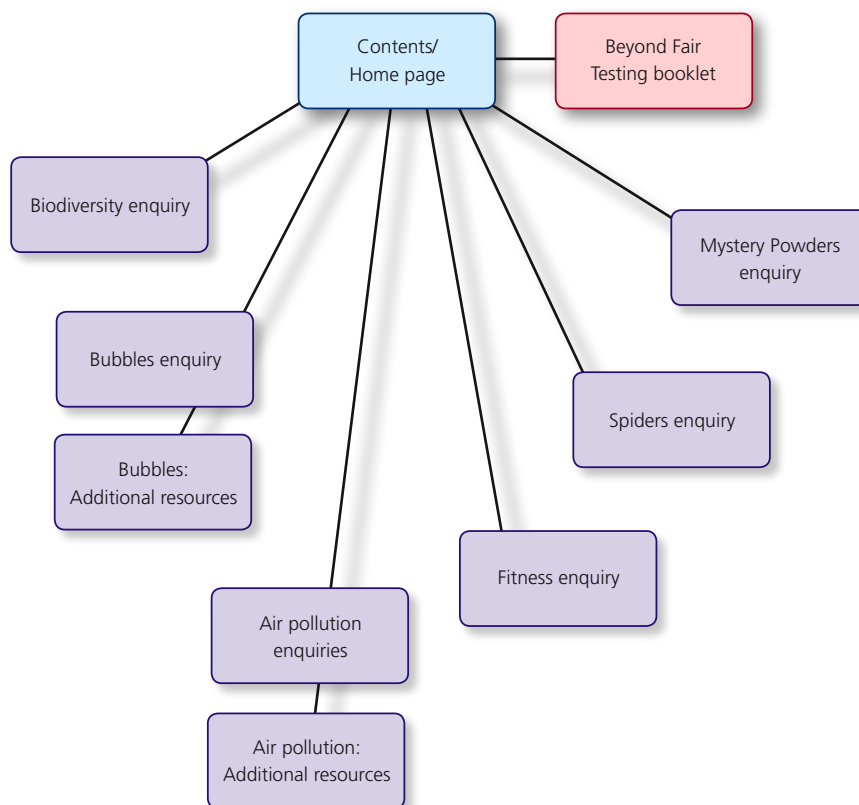 Contents/
Home page
Beyond Fair
Testing booklet
Biodiversity enquiry
Mystery Powders
enquiry
Bubbles enquiry
Spiders enquiry
Bubbles:
Additional resources
Fitness enquiry
Air pollution
enquiries
Air pollution:
Additional resources